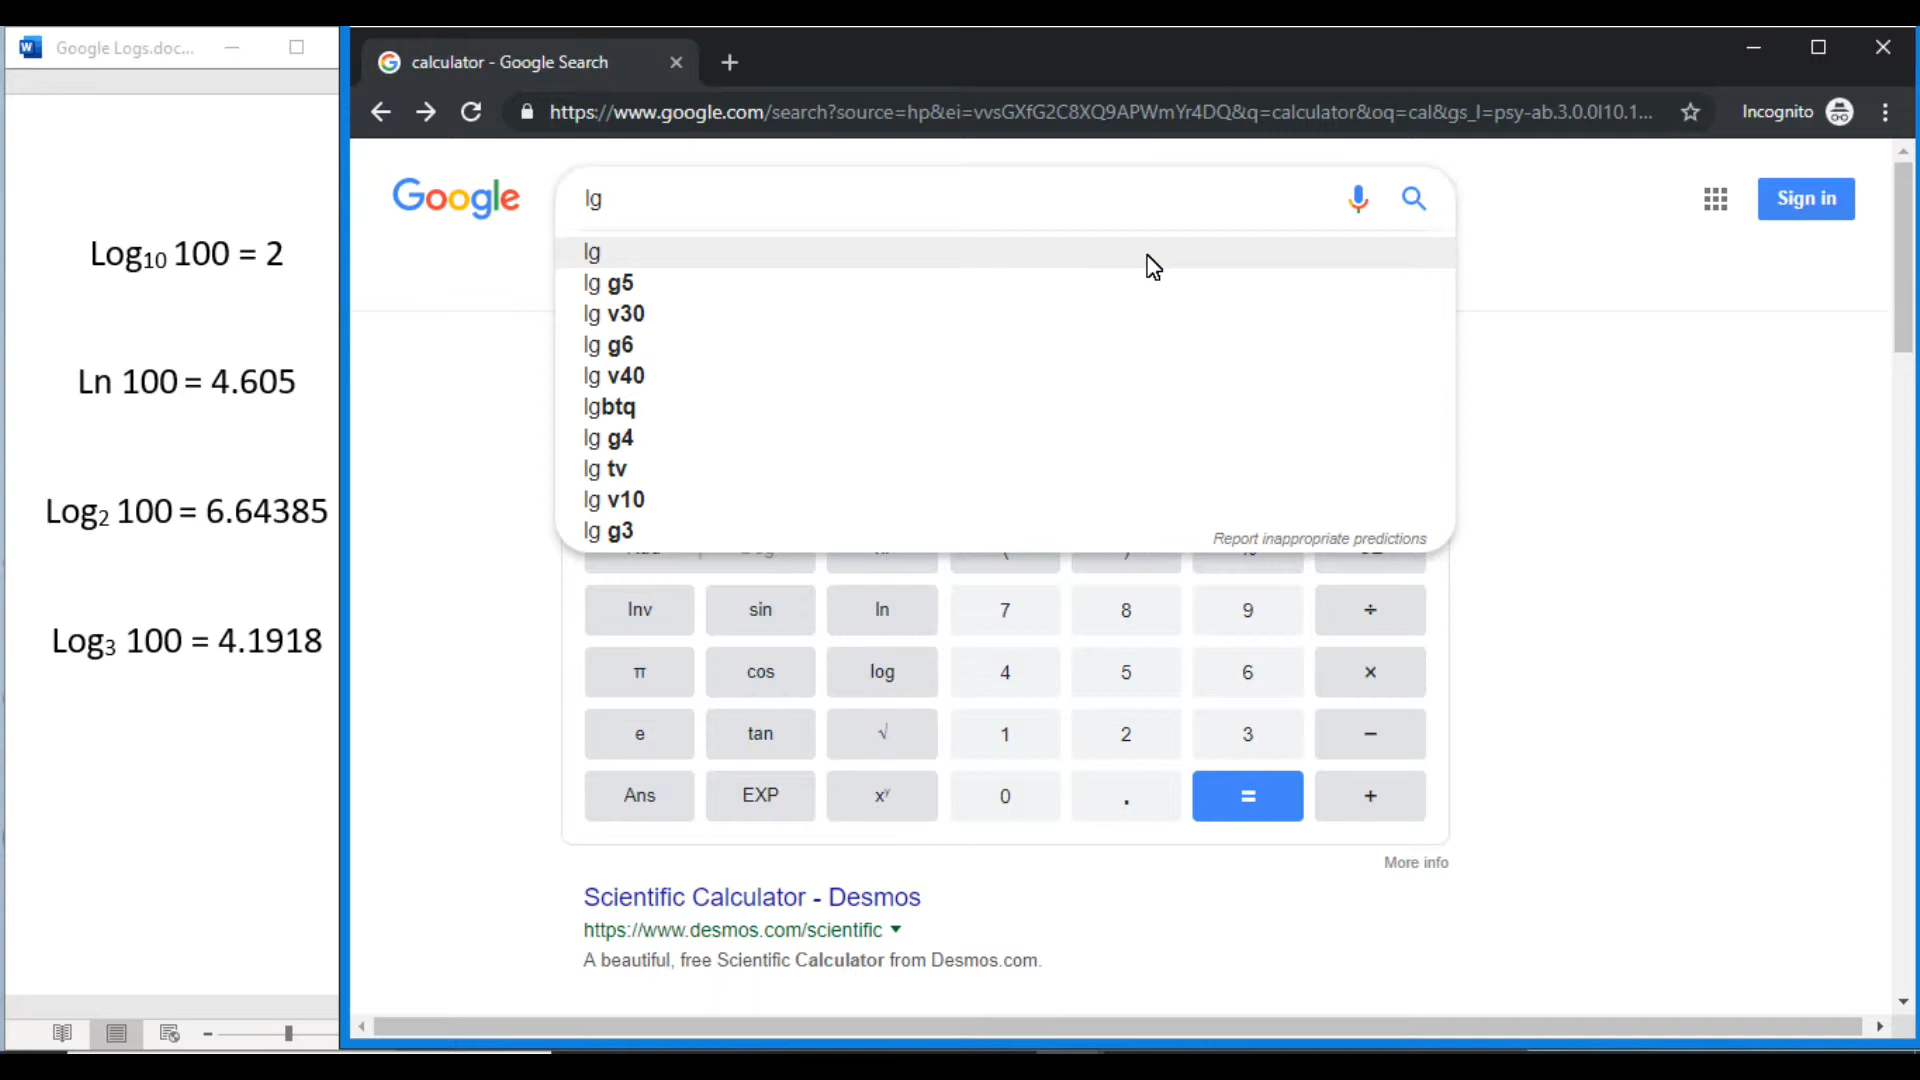 Google Logs.doc...
Log10 100 = 2
Ln 100 = 4.605
Log2 100 = 6.64385
Log3 100 = 4.1918
calculator - Google Search
https://www.google.com/search?source=hp&ei=vvsGXfG2C8XQ9APWmYr4DQ&q=calculator&oq=cal&gs_l=psy-ab.3.0.0l10.1...
Incognito
Google
lg
Sign in
lg
lg g5
lg v30
lg g6
lg v40
lgbtq
lg g4
lg tv
lg v10
lg g3
Report inappropriate predictions
Inv sin ln 7 8 9 ÷
π cos log 4 5 6 ×
e tan √ 1 2 3 −
Ans EXP xʸ 0 . = +
More info
Scientific Calculator - Desmos
https://www.desmos.com/scientific
A beautiful, free Scientific Calculator from Desmos.com.